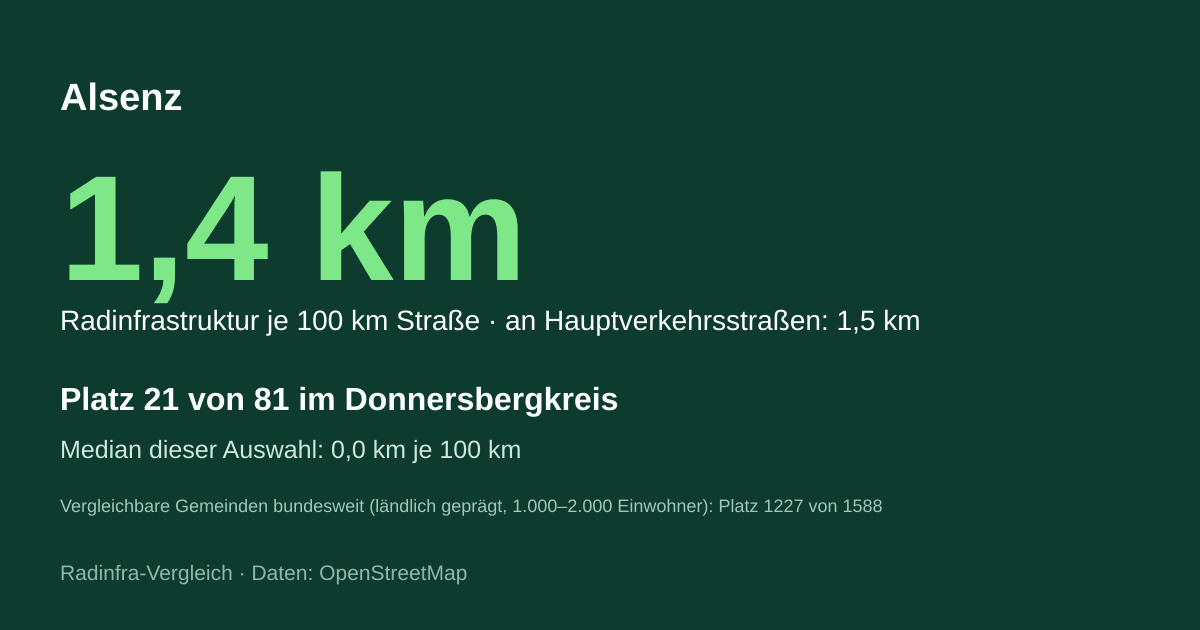 Alsenz
1,4 km
Radinfrastruktur je 100 km Straße · an Hauptverkehrsstraßen: 1,5 km
Platz 21 von 81 im Donnersbergkreis
Median dieser Auswahl: 0,0 km je 100 km
Vergleichbare Gemeinden bundesweit (ländlich geprägt, 1.000–2.000 Einwohner): Platz 1227 von 1588
Radinfra-Vergleich · Daten: OpenStreetMap